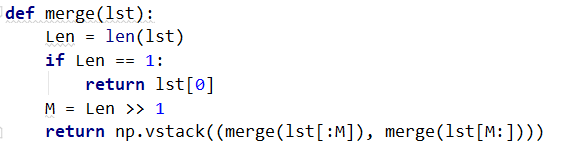 def merge(lst):
    Len = len(lst)
    if Len == 1:
        return lst[0]
    M = Len >> 1
    return np.vstack((merge(lst[:M]), merge(lst[M:])))